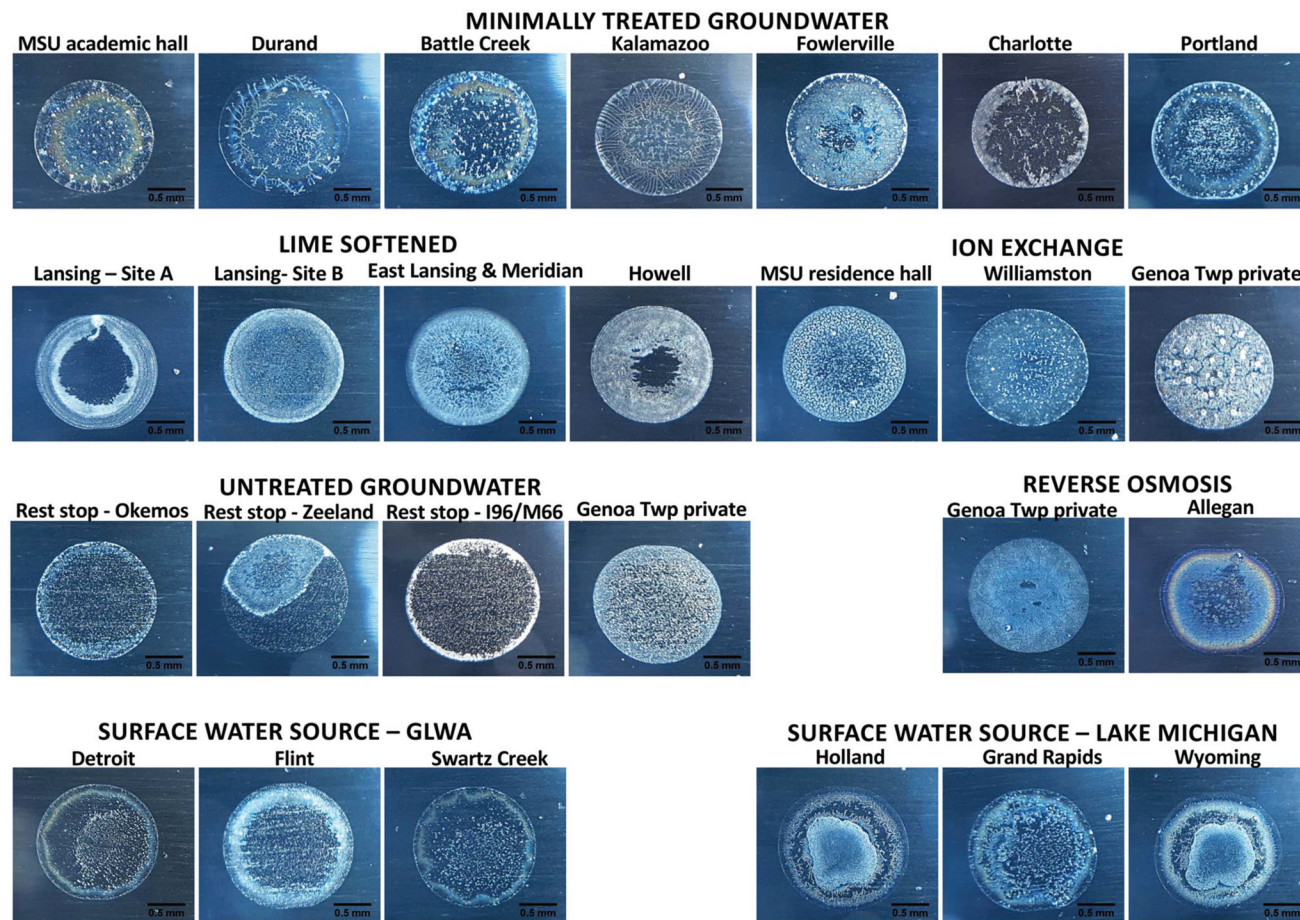 MINIMALLY TREATED GROUNDWATER
MSU academic hall Durand Battle Creek Kalamazoo Fowlerville Charlotte Portland
0.5 mm 0.5 mm 0.5 mm 0.5 mm 0.5 mm 0.5 mm 0.5 mm
LIME SOFTENED ION EXCHANGE
Lansing – Site A Lansing- Site B East Lansing & Meridian Howell MSU residence hall Williamston Genoa Twp private
0.5 mm 0.5 mm 0.5 mm 0.5 mm 0.5 mm 0.5 mm 0.5 mm
UNTREATED GROUNDWATER REVERSE OSMOSIS
Rest stop - Okemos Rest stop - Zeeland Rest stop - I96/M66 Genoa Twp private Genoa Twp private Allegan
0.5 mm 0.5 mm 0.5 mm 0.5 mm 0.5 mm 0.5 mm
SURFACE WATER SOURCE – GLWA SURFACE WATER SOURCE – LAKE MICHIGAN
Detroit Flint Swartz Creek Holland Grand Rapids Wyoming
0.5 mm 0.5 mm 0.5 mm 0.5 mm 0.5 mm 0.5 mm